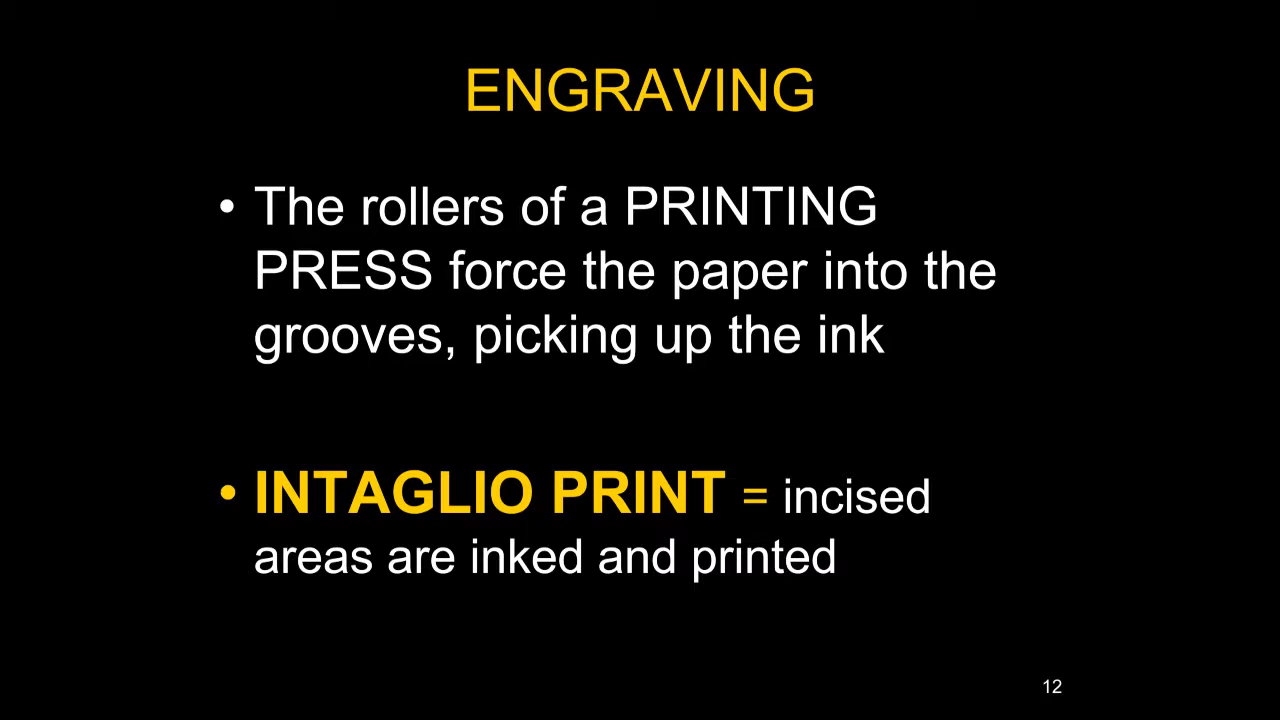 ENGRAVING
• The rollers of a PRINTING
PRESS force the paper into the
grooves, picking up the ink
• INTAGLIO PRINT = incised
areas are inked and printed
12